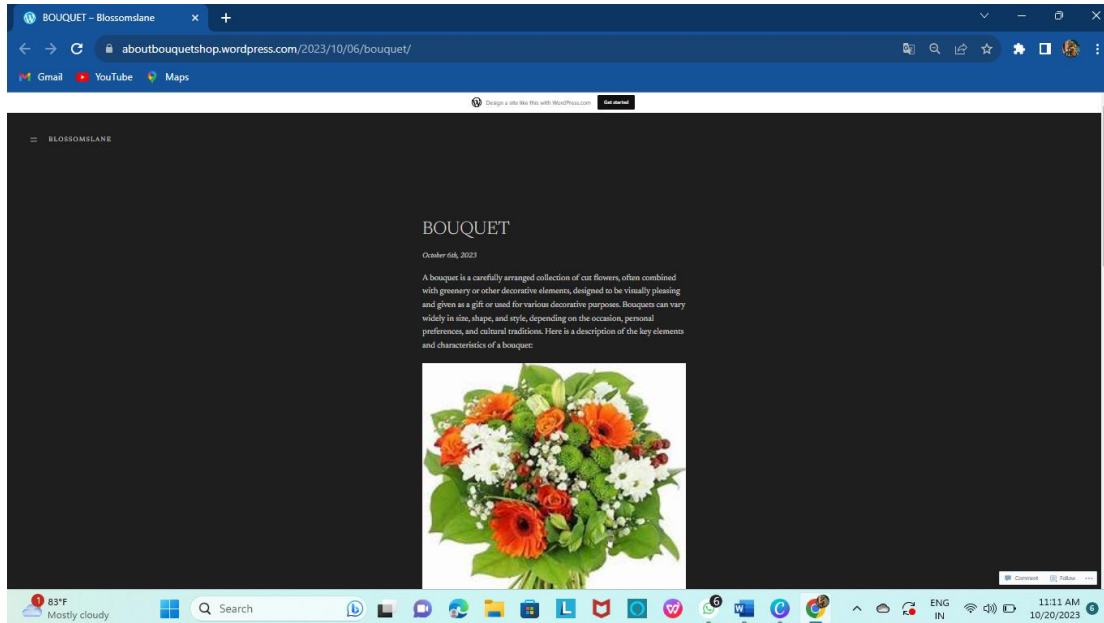 BOUQUET – Blossomslane
aboutbouquetshop.wordpress.com/2023/10/06/bouquet/
Gmail YouTube Maps
Design a site like this with WordPress.com Get started
BLOSSOMSLANE
BOUQUET
October 6th, 2023
A bouquet is a carefully arranged collection of cut flowers, often combined
with greenery or other decorative elements, designed to be visually pleasing
and given as a gift or used for various decorative purposes. Bouquets can vary
widely in size, shape, and style, depending on the occasion, personal
preferences, and cultural traditions. Here is a description of the key elements
and characteristics of a bouquet:
Comment Follow
1
83°F
Mostly cloudy
Search
6
ENG
IN
11:11 AM
10/20/2023
6